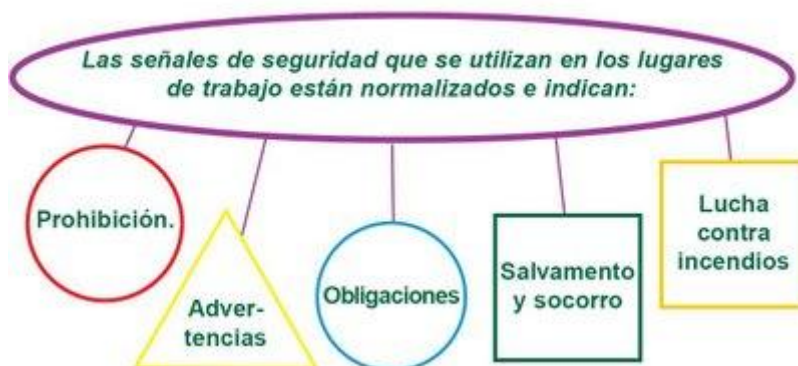 Las señales de seguridad que se utilizan en los lugares
de trabajo están normalizados e indican:
Prohibición.
Adver-
tencias
Obligaciones
Salvamento
y socorro
Lucha
contra
incendios